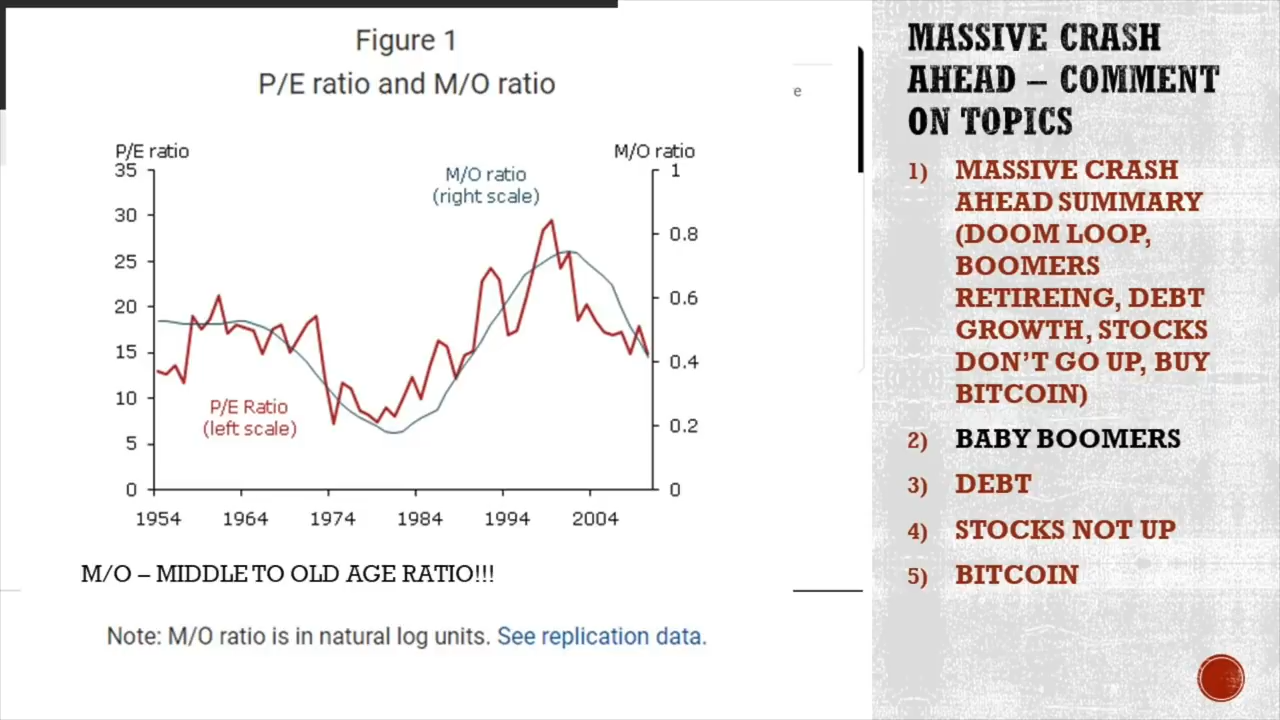 Figure 1
P/E ratio and M/O ratio
e
P/E ratio
M/O ratio
35
30
25
20
15
10
5
0
1
0.8
0.6
0.4
0.2
0
M/O ratio
(right scale)
P/E Ratio
(left scale)
1954 1964 1974 1984 1994 2004
M/O – MIDDLE TO OLD AGE RATIO!!!
Note: M/O ratio is in natural log units. See replication data.
MASSIVE CRASH
AHEAD – COMMENT
ON TOPICS
1) MASSIVE CRASH
AHEAD SUMMARY
(DOOM LOOP,
BOOMERS
RETIREING, DEBT
GROWTH, STOCKS
DON'T GO UP, BUY
BITCOIN)
2) BABY BOOMERS
3) DEBT
4) STOCKS NOT UP
5) BITCOIN